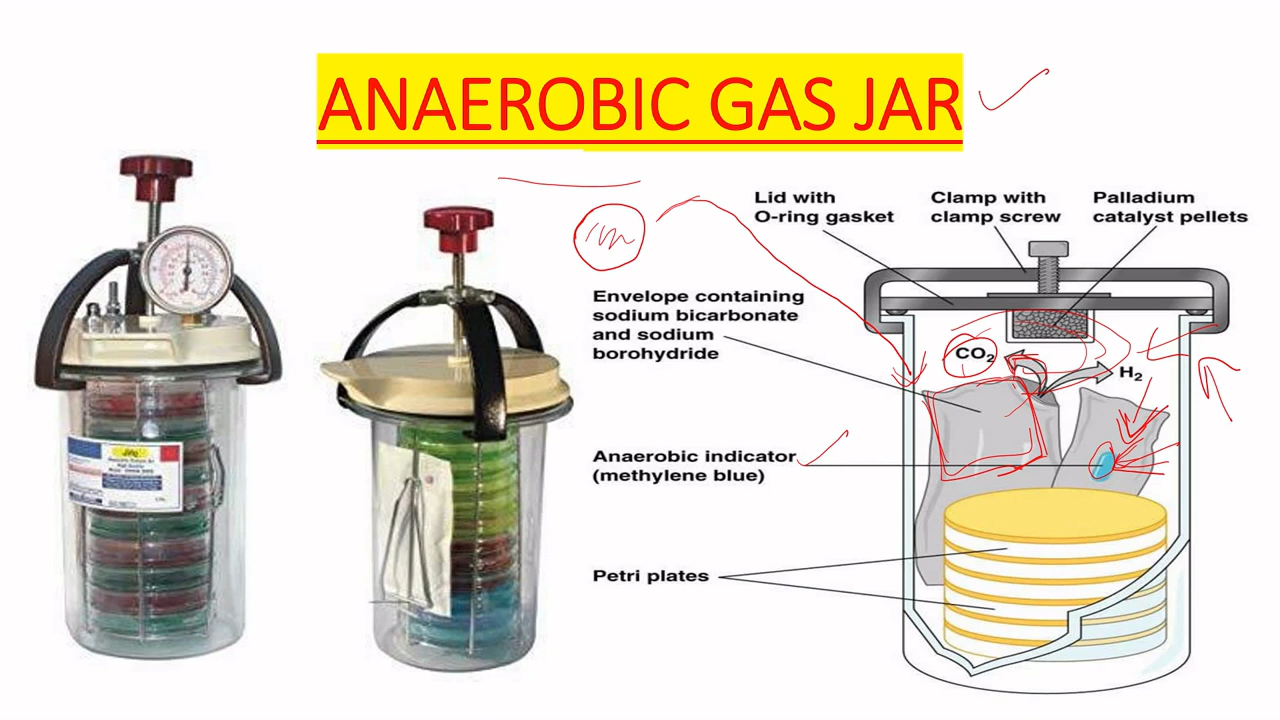 ANAEROBIC GAS JAR
Lid with
O-ring gasket
Clamp with
clamp screw
Palladium
catalyst pellets
Envelope containing
sodium bicarbonate
and sodium
borohydride
CO₂
H₂
Anaerobic indicator
(methylene blue)
Petri plates